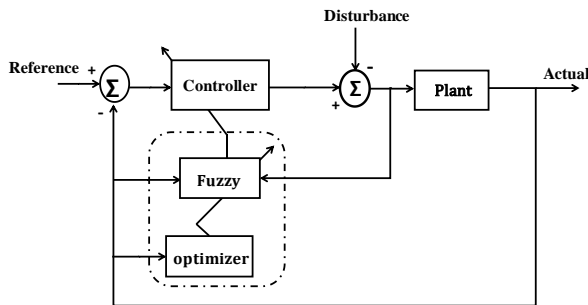 Disturbance
Reference
+
Σ
-
Controller
-
+
Σ
Plant
Actual
Fuzzy
optimizer